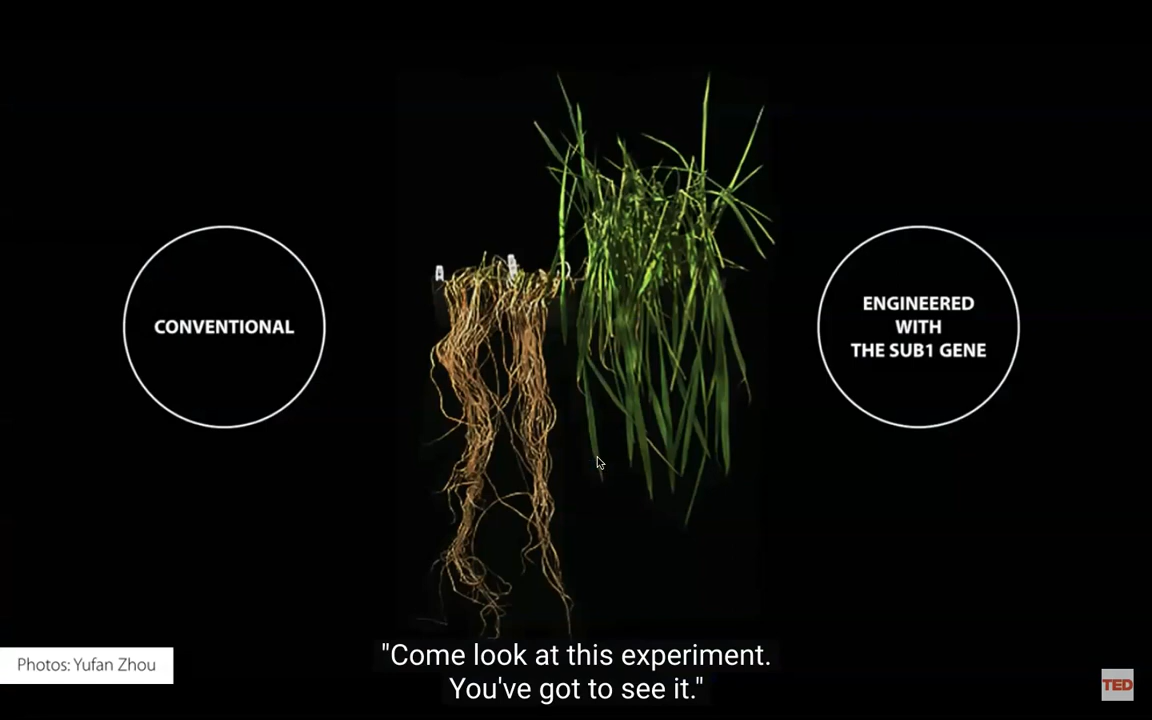 CONVENTIONAL
ENGINEERED
WITH
THE SUB1 GENE
"Come look at this experiment.
You've got to see it."
Photos: Yufan Zhou
TED